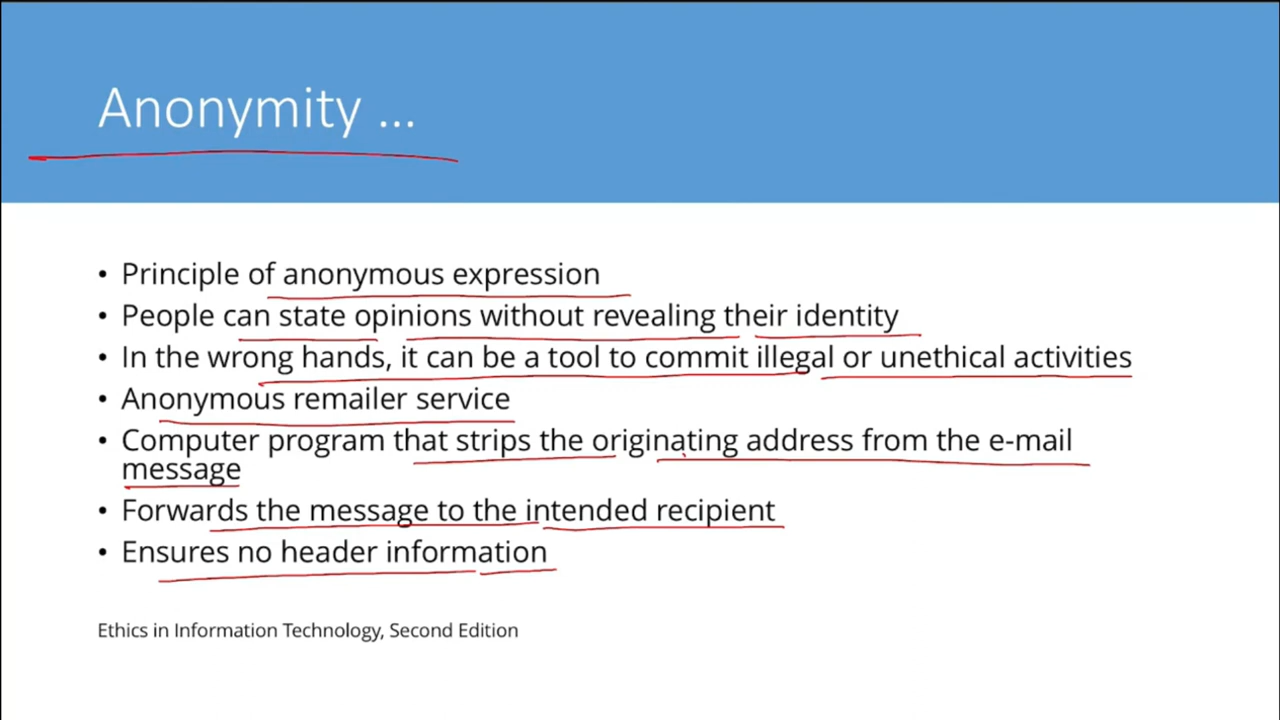 Anonymity ...
• Principle of anonymous expression
• People can state opinions without revealing their identity
• In the wrong hands, it can be a tool to commit illegal or unethical activities
• Anonymous remailer service
• Computer program that strips the originating address from the e-mail
message
• Forwards the message to the intended recipient
• Ensures no header information
Ethics in Information Technology, Second Edition